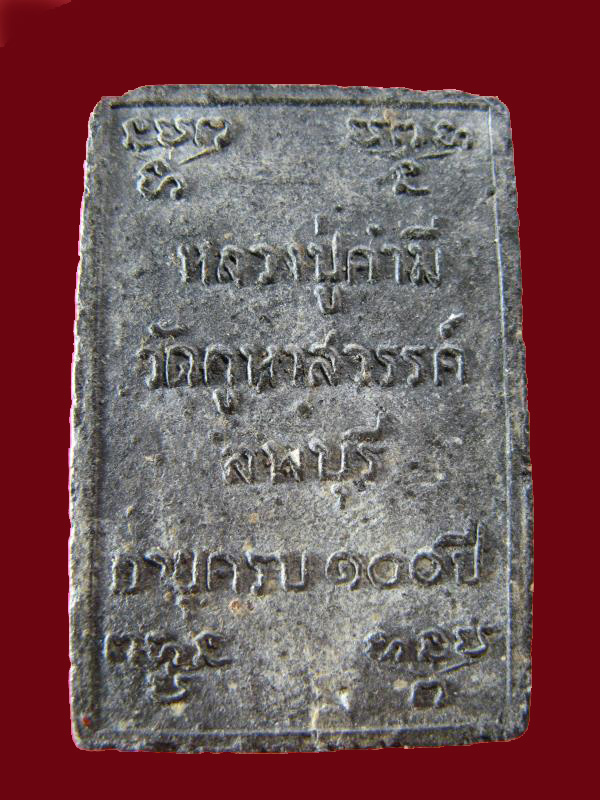 หลวงปู่คำมี
วัดคูหาสวรรค์
ลพบุรี
อายุครบ ๑๐๐ปี